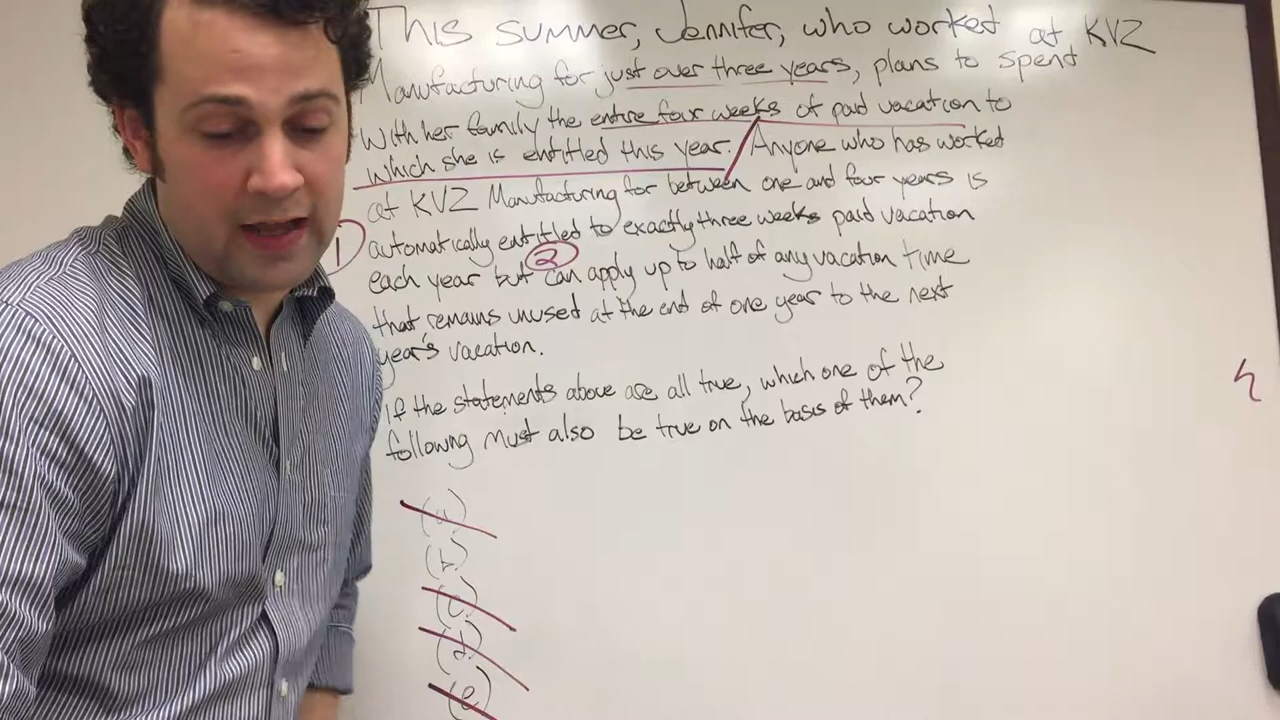 This summer, Jennifer, who worked at KVZ
Manufacturing for just over three years, plans to spend
with her family the entire four weeks of paid vacation to
which she is entitled this year. Anyone who has worked
at KVZ Manufacturing for between one and four years is
1 automatically entitled to exactly three weeks paid vacation
each year but 2 can apply up to half of any vacation time
that remains unused at the end of one year to the next
year's vacation.
If the statements above are all true, which one of the
following must also be true on the basis of them?
(a)
(b)
(c)
(d)
(e)